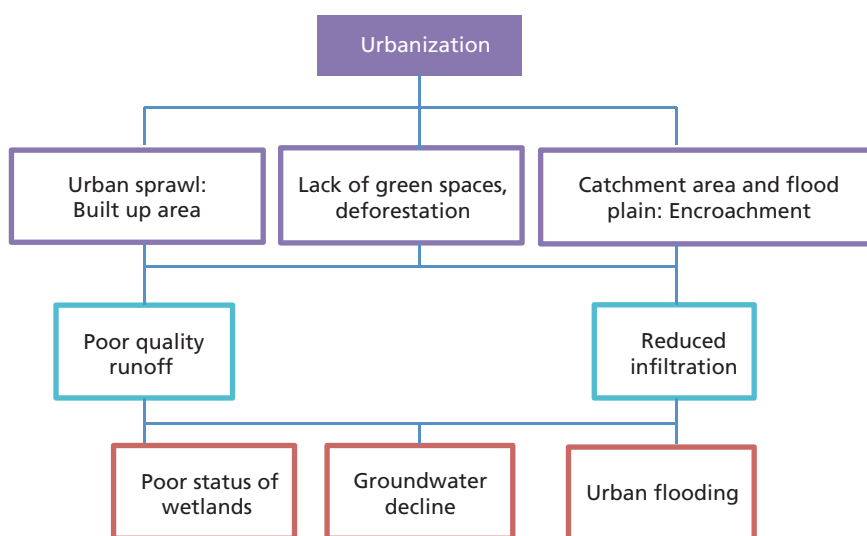 Urbanization
Urban sprawl:
Built up area
Lack of green spaces,
deforestation
Catchment area and flood
plain: Encroachment
Poor quality
runoff
Reduced
infiltration
Poor status of
wetlands
Groundwater
decline
Urban flooding